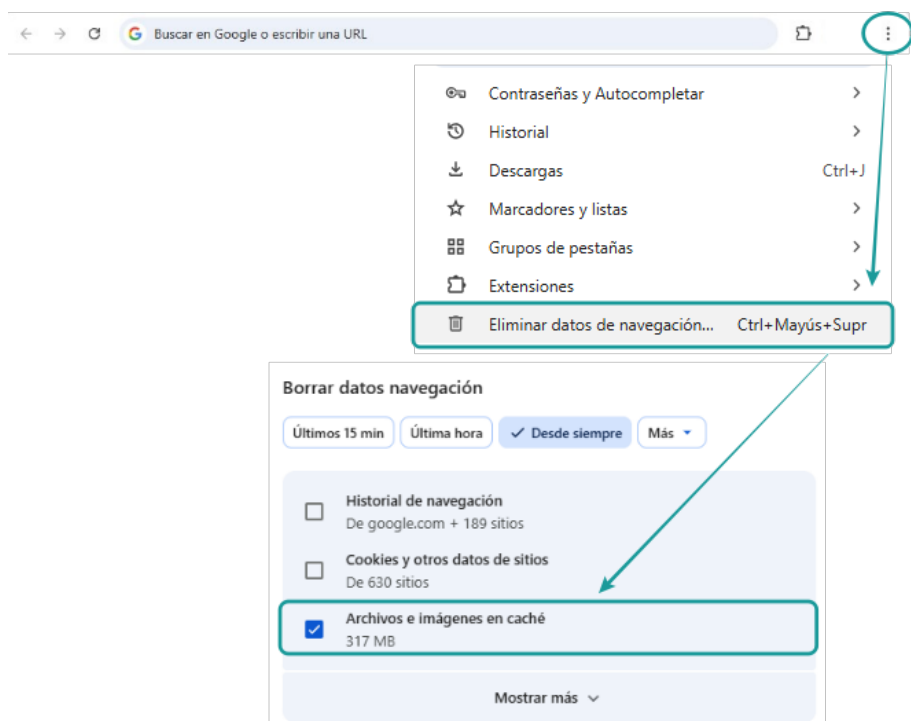 Buscar en Google o escribir una URL
Contraseñas y Autocompletar
Historial
Descargas Ctrl+J
Marcadores y listas
Grupos de pestañas
Extensiones
Eliminar datos de navegación... Ctrl+Mayús+Supr
Borrar datos navegación
Últimos 15 min Última hora Desde siempre Más
Historial de navegación
De google.com + 189 sitios
Cookies y otros datos de sitios
De 630 sitios
Archivos e imágenes en caché
317 MB
Mostrar más